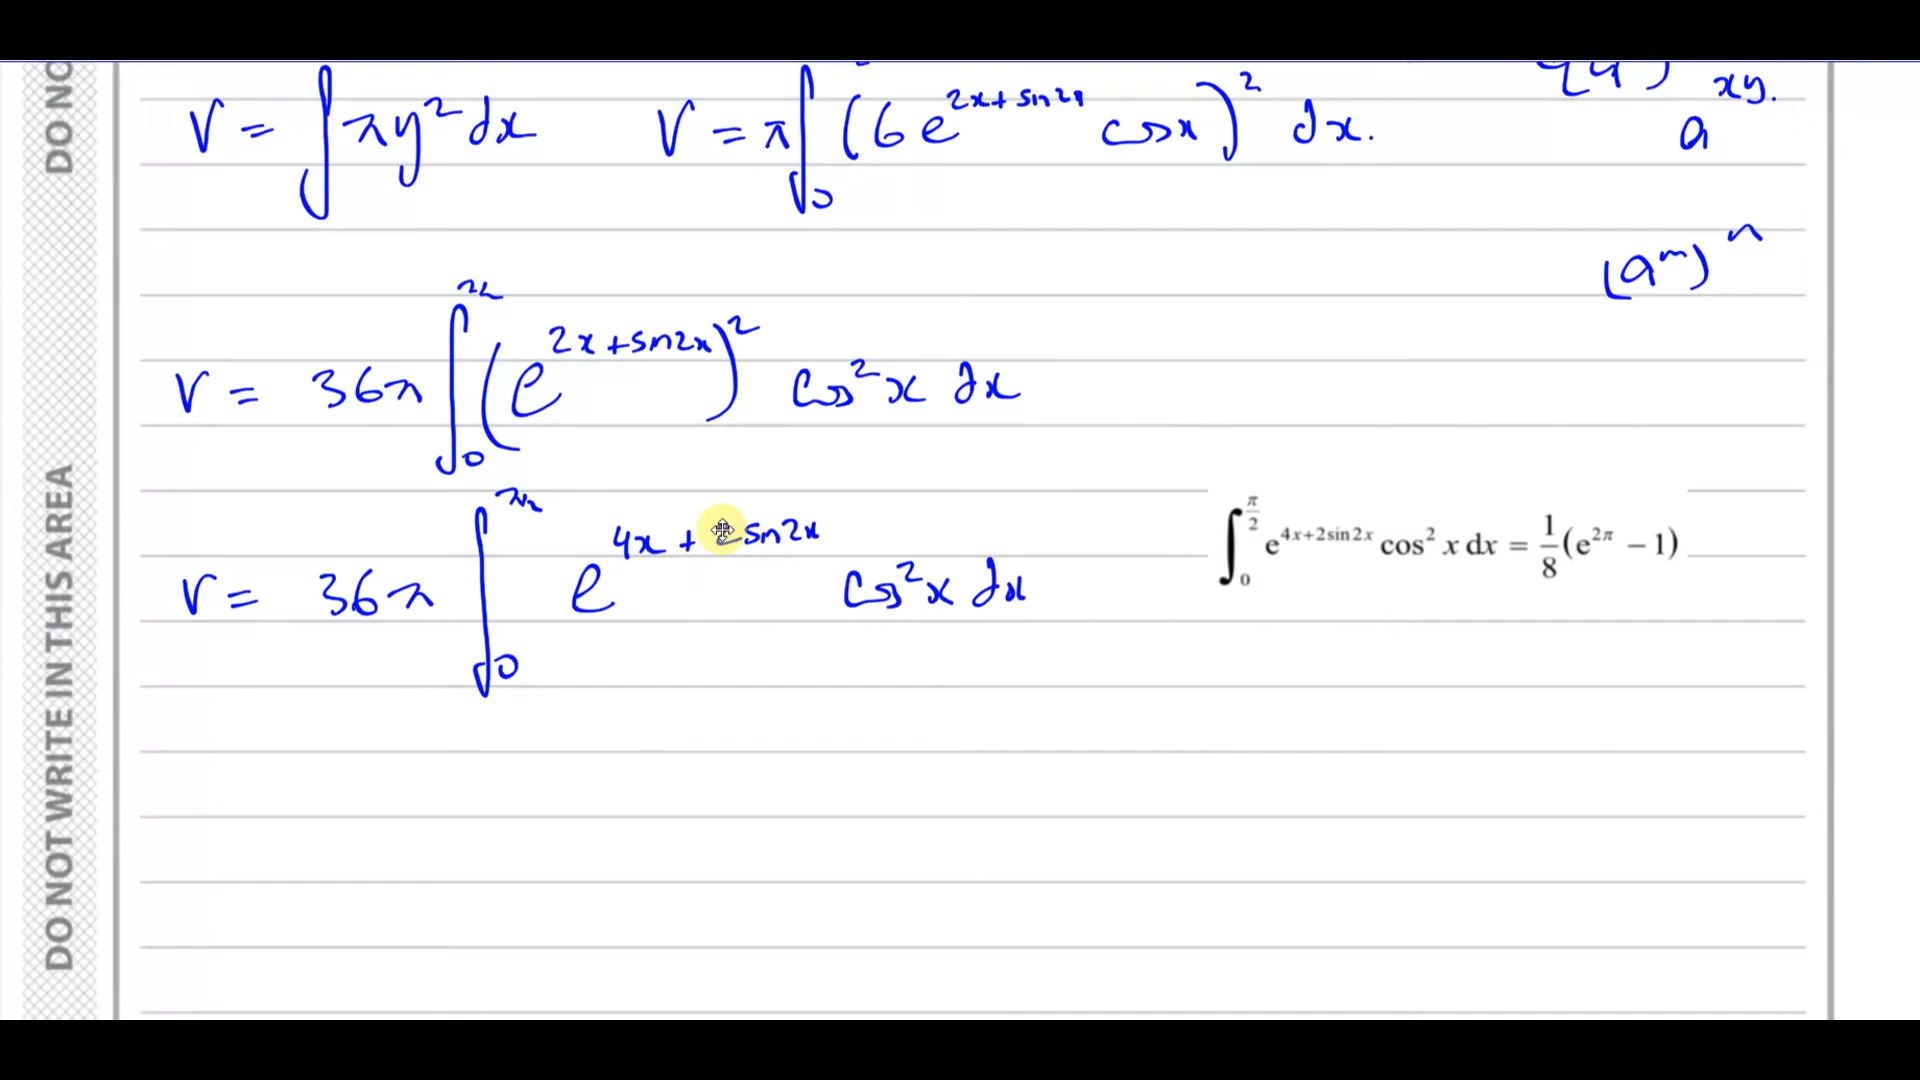 DO NO
DO NOT WRITE IN THIS AREA
V = ∫ πy² dx    V = π ∫₀ (6e^{2x + sin2x} cosx)² dx.
xy.
a
(a^m)^n
V = 36π ∫₀^{π/2} (e^{2x + sin2x})² cos²x dx
V = 36π ∫₀^{π/2} e^{4x + 2sin2x} cos²x dx
∫₀^{π/2} e^{4x+2sin2x} cos² x dx = 1/8 (e^{2π} − 1)